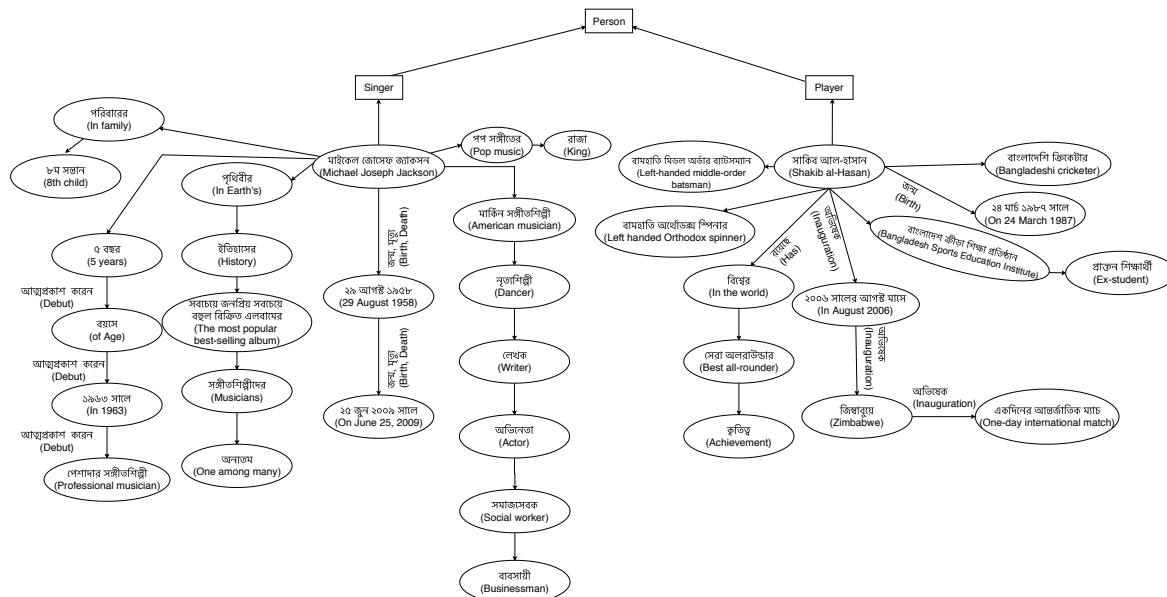 Person
Singer
Player
পরিবারের
(In family)
৮ম সন্তান
(8th child)
মাইকেল জোসেফ জ্যাকসন
(Michael Joseph Jackson)
পপ সঙ্গীতের
(Pop music)
রাজা
(King)
৫ বছর
(5 years)
আত্মপ্রকাশ করেন
(Debut)
বয়সে
(of Age)
আত্মপ্রকাশ করেন
(Debut)
১৯৬৩ সালে
(In 1963)
আত্মপ্রকাশ করেন
(Debut)
পেশাদার সঙ্গীতশিল্পী
(Professional musician)
পৃথিবীর
(In Earth's)
ইতিহাসের
(History)
সবচেয়ে জনপ্রিয় সবচেয়ে
বহুল বিক্রিত এলবামের
(The most popular
best-selling album)
সঙ্গীতশিল্পীদের
(Musicians)
অন্যতম
(One among many)
জন্ম, মৃত্যু
(Birth, Death)
২৯ আগষ্ট ১৯৫৮
(29 August 1958)
জন্ম, মৃত্যু
(Birth, Death)
২৫ জুন ২০০৯ সালে
(On June 25, 2009)
মার্কিন সঙ্গীতশিল্পী
(American musician)
নৃত্যশিল্পী
(Dancer)
লেখক
(Writer)
অভিনেতা
(Actor)
সমাজসেবক
(Social worker)
ব্যবসায়ী
(Businessman)
সাকিব আল-হাসান
(Shakib al-Hasan)
বামহাতি মিডল অর্ডার ব্যাটসম্যান
(Left-handed middle-order
batsman)
বামহাতি অর্থোডক্স স্পিনার
(Left handed Orthodox spinner)
রয়েছে
(Has)
বিশ্বের
(In the world)
সেরা অলরাউন্ডার
(Best all-rounder)
কৃতিত্ব
(Achievement)
অভিষেক
(Inauguration)
২০০৬ সালের আগষ্ট মাসে
(In August 2006)
অভিষেক
(Inauguration)
জিম্বাবুয়ে
(Zimbabwe)
অভিষেক
(Inauguration)
একদিনের আন্তর্জাতিক ম্যাচ
(One-day international match)
বাংলাদেশি ক্রিকেটার
(Bangladeshi cricketer)
জন্ম
(Birth)
২৪ মার্চ ১৯৮৭ সালে
(On 24 March 1987)
বাংলাদেশ ক্রীড়া শিক্ষা প্রতিষ্ঠান
(Bangladesh Sports Education Institute)
প্রাক্তন শিক্ষার্থী
(Ex-student)